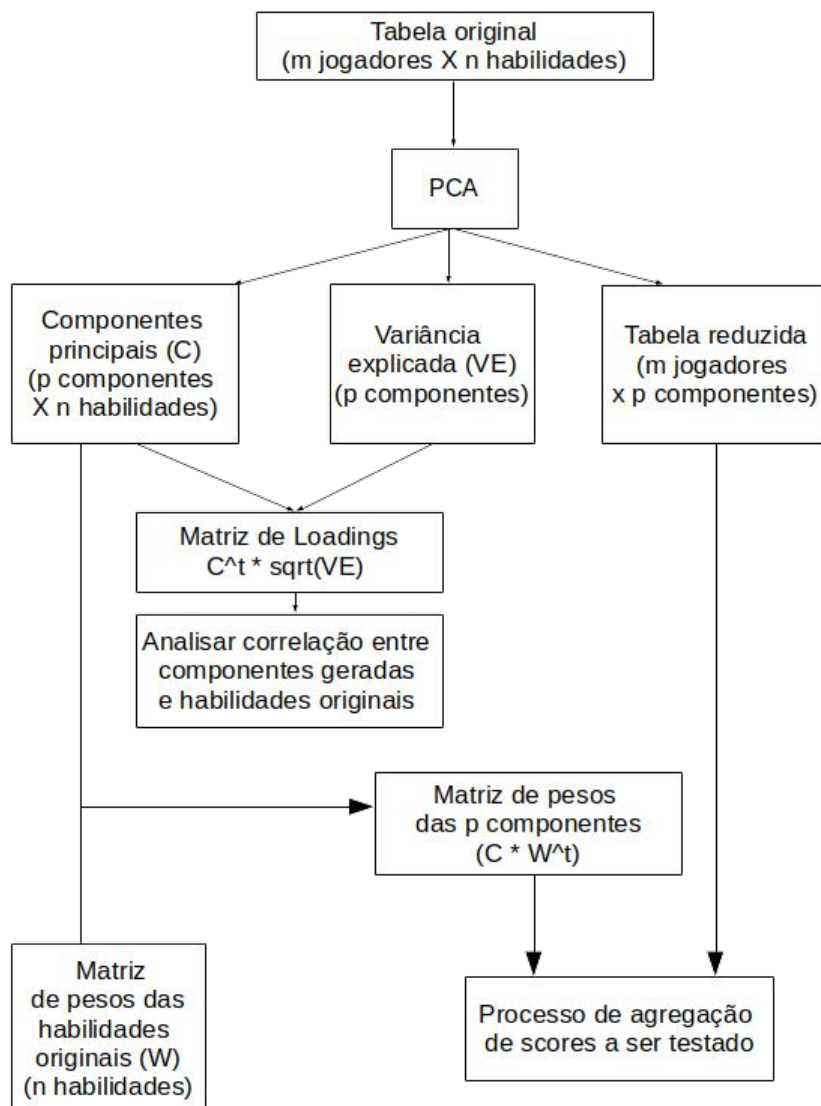 Tabela original
(m jogadores X n habilidades)
PCA
Componentes
principais (C)
(p componentes
X n habilidades)
Variância
explicada (VE)
(p componentes)
Tabela reduzida
(m jogadores
x p componentes)
Matriz de Loadings
C^t * sqrt(VE)
Analisar correlação entre
componentes geradas
e habilidades originais
Matriz de pesos
das p componentes
(C * W^t)
Matriz
de pesos das
habilidades
originais (W)
(n habilidades)
Processo de agregação
de scores a ser testado